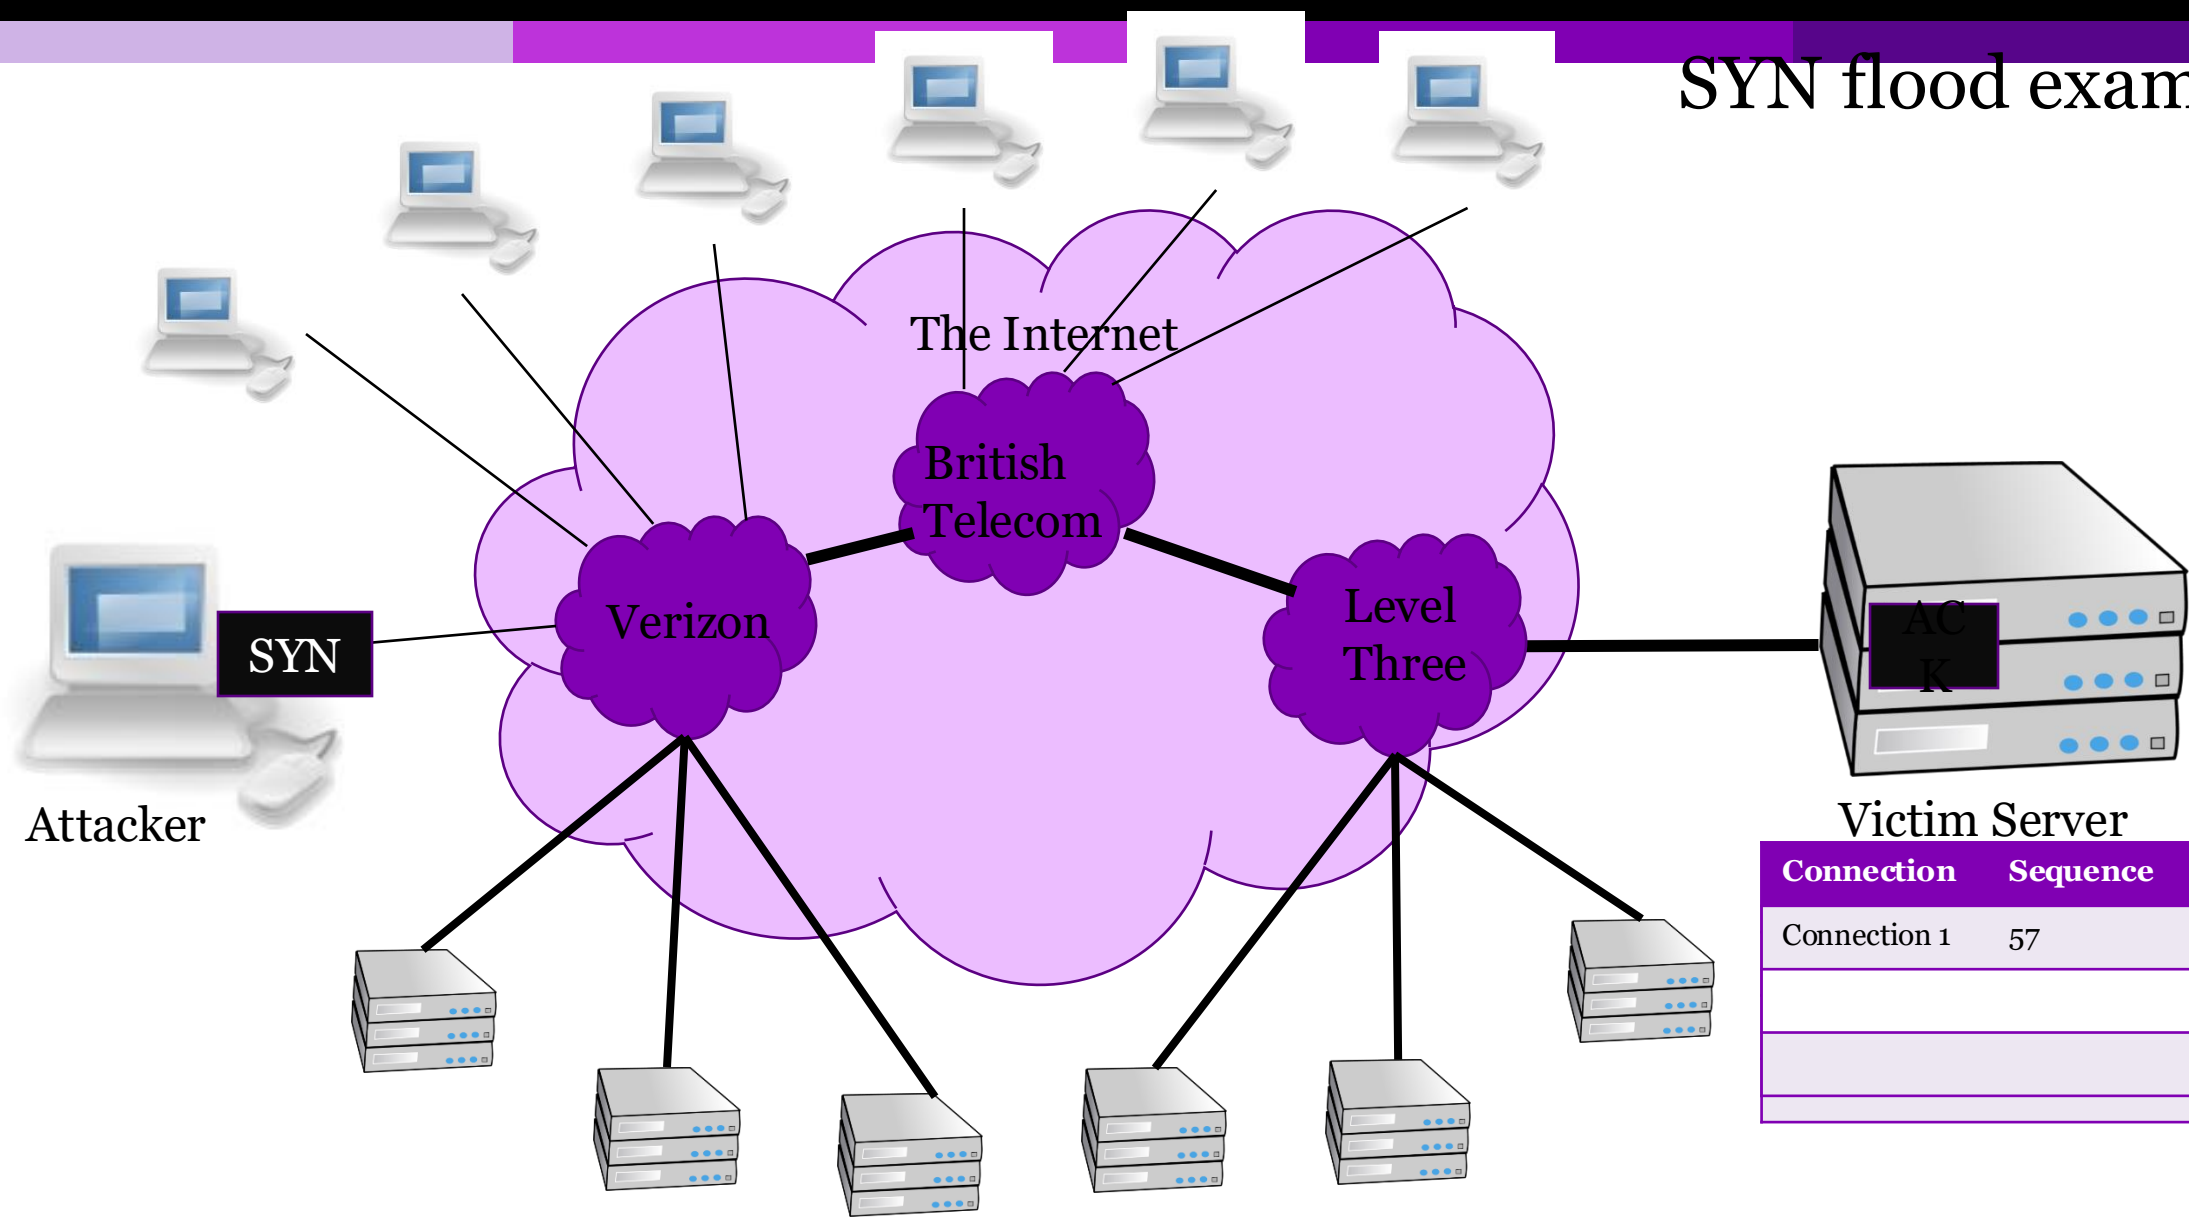 SYN flood exam
The Internet
British
Telecom
Verizon
Level
Three
SYN
AC
K
Attacker
Victim Server
Connection Sequence
Connection 1 57